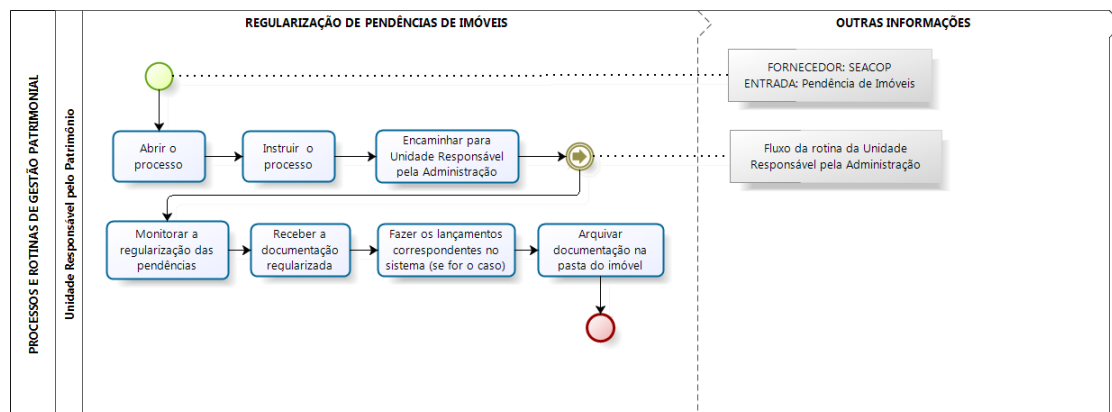 REGULARIZAÇÃO DE PENDÊNCIAS DE IMÓVEIS
OUTRAS INFORMAÇÕES
PROCESSOS E ROTINAS DE GESTÃO PATRIMONIAL
Unidade Responsável pelo Patrimônio
FORNECEDOR: SEACOP
ENTRADA: Pendência de Imóveis
Abrir o
processo
Instruir o
processo
Encaminhar para
Unidade Responsável
pela Administração
Fluxo da rotina da Unidade
Responsável pela Administração
Monitorar a
regularização das
pendências
Receber a
documentação
regularizada
Fazer os lançamentos
correspondentes no
sistema (se for o caso)
Arquivar
documentação na
pasta do imóvel